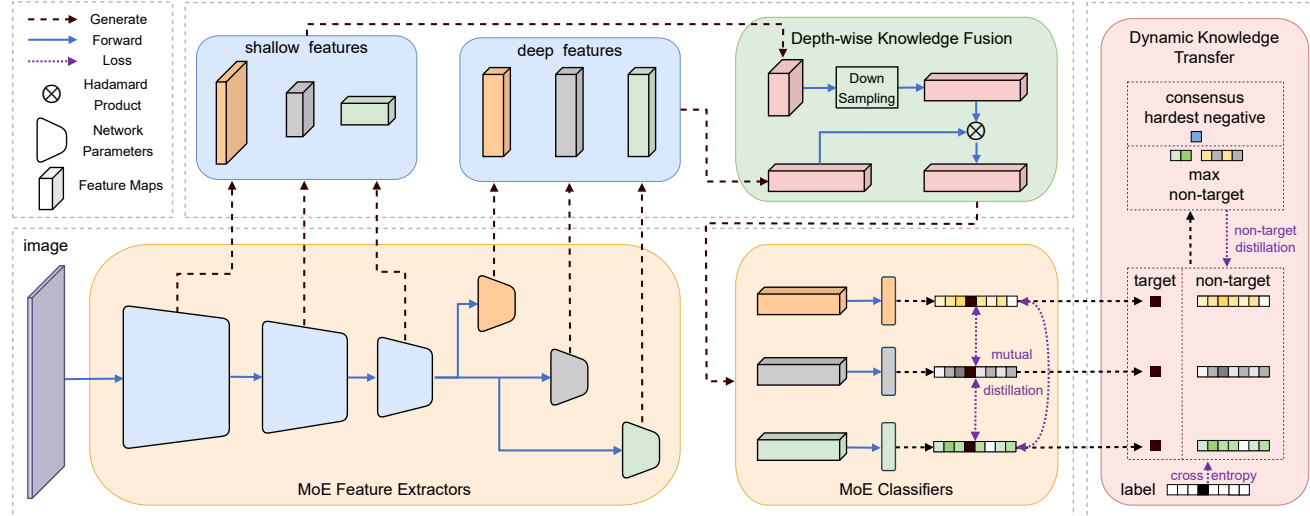 Generate
Forward
Loss
Hadamard
Product
Network
Parameters
Feature Maps
shallow features
deep features
Depth-wise Knowledge Fusion
Down
Sampling
Dynamic Knowledge
Transfer
consensus
hardest negative
max
non-target
non-target
distillation
target
non-target
cross entropy
label
image
MoE Feature Extractors
mutual
distillation
MoE Classifiers